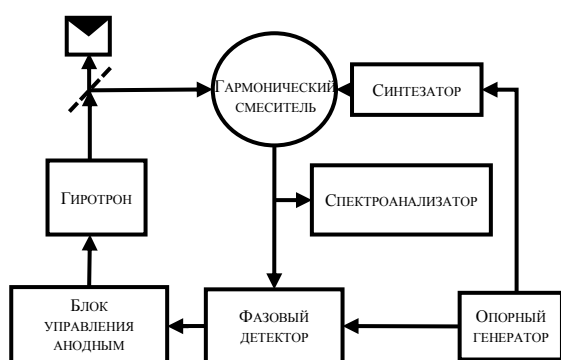 Гармонический
смеситель
Синтезатор
Гиротрон
Спектроанализатор
Блок
управления
анодным
Фазовый
детектор
Опорный
генератор